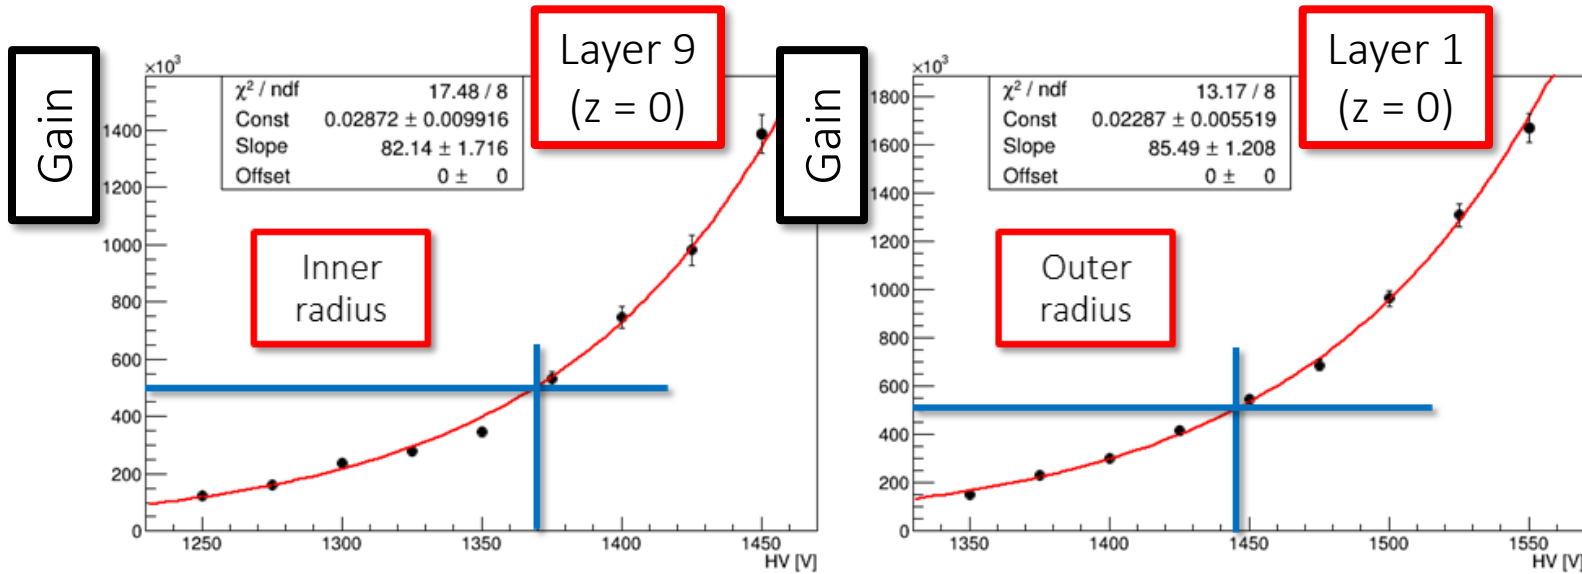 Gain
×10³
Layer 9
(z = 0)
χ² / ndf 17.48 / 8
Const 0.02872 ± 0.009916
Slope 82.14 ± 1.716
Offset 0 ± 0
Inner
radius
1400
1200
1000
800
600
400
200
0
1250 1300 1350 1400 1450
HV [V]
Gain
×10³
Layer 1
(z = 0)
χ² / ndf 13.17 / 8
Const 0.02287 ± 0.005519
Slope 85.49 ± 1.208
Offset 0 ± 0
Outer
radius
1800
1600
1400
1200
1000
800
600
400
200
0
1350 1400 1450 1500 1550
HV [V]